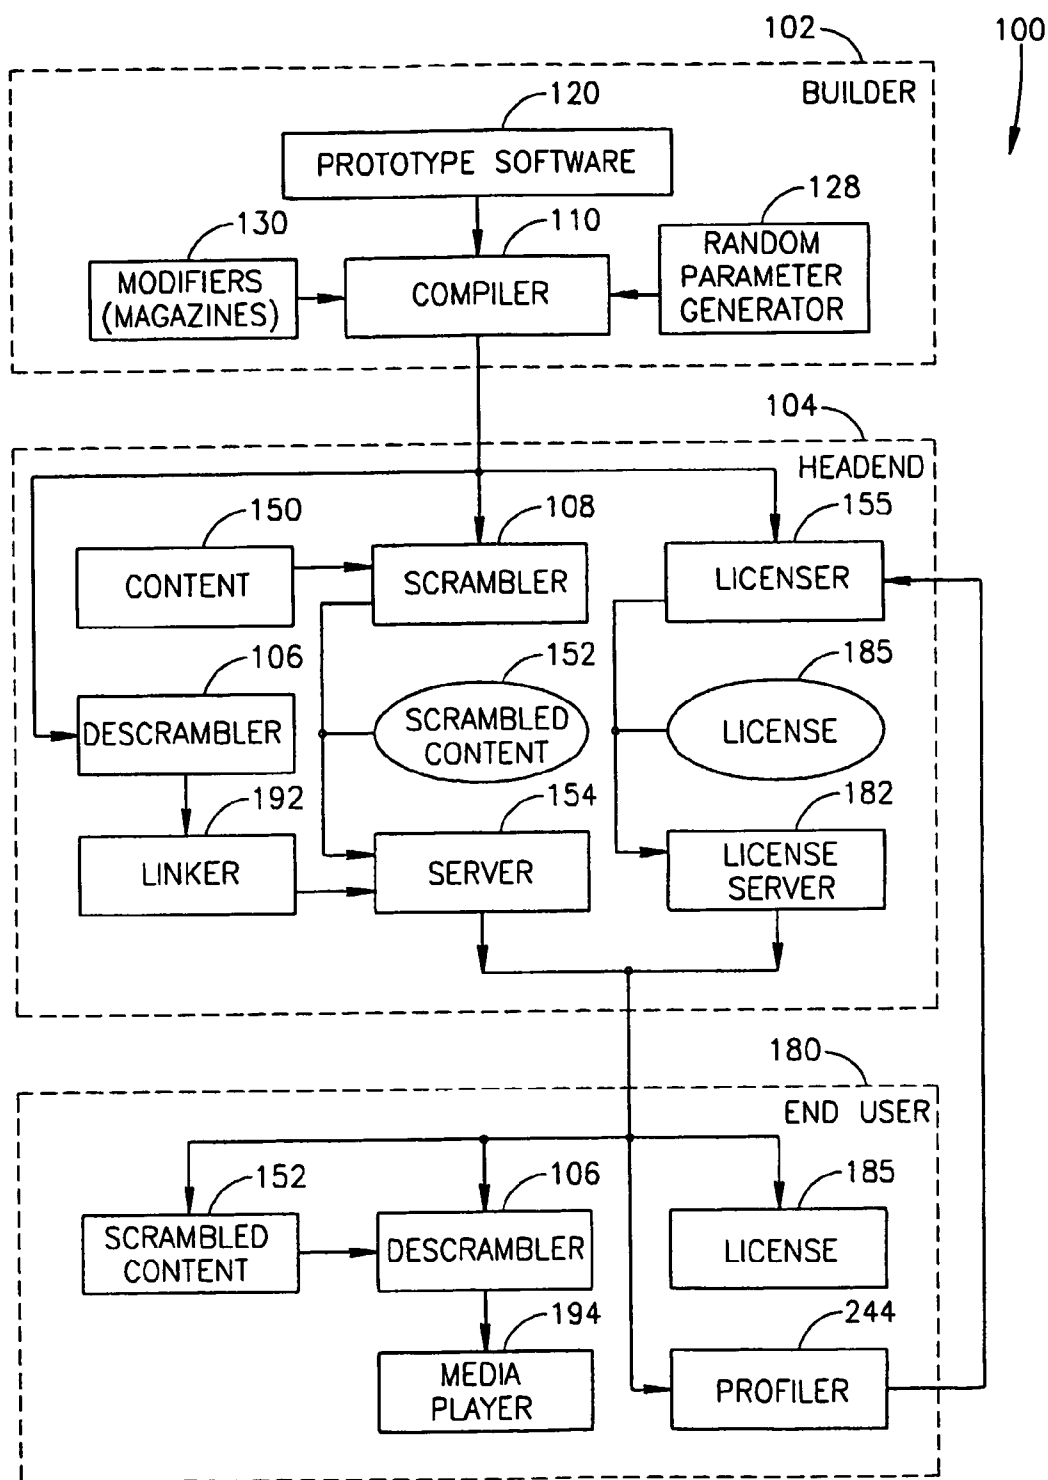 100
102
BUILDER
120
PROTOTYPE SOFTWARE
130
MODIFIERS
(MAGAZINES)
110
COMPILER
128
RANDOM
PARAMETER
GENERATOR
104
HEADEND
150
CONTENT
108
SCRAMBLER
155
LICENSER
106
DESCRAMBLER
152
SCRAMBLED
CONTENT
185
LICENSE
192
LINKER
154
SERVER
182
LICENSE
SERVER
180
END USER
152
SCRAMBLED
CONTENT
106
DESCRAMBLER
185
LICENSE
194
MEDIA
PLAYER
244
PROFILER